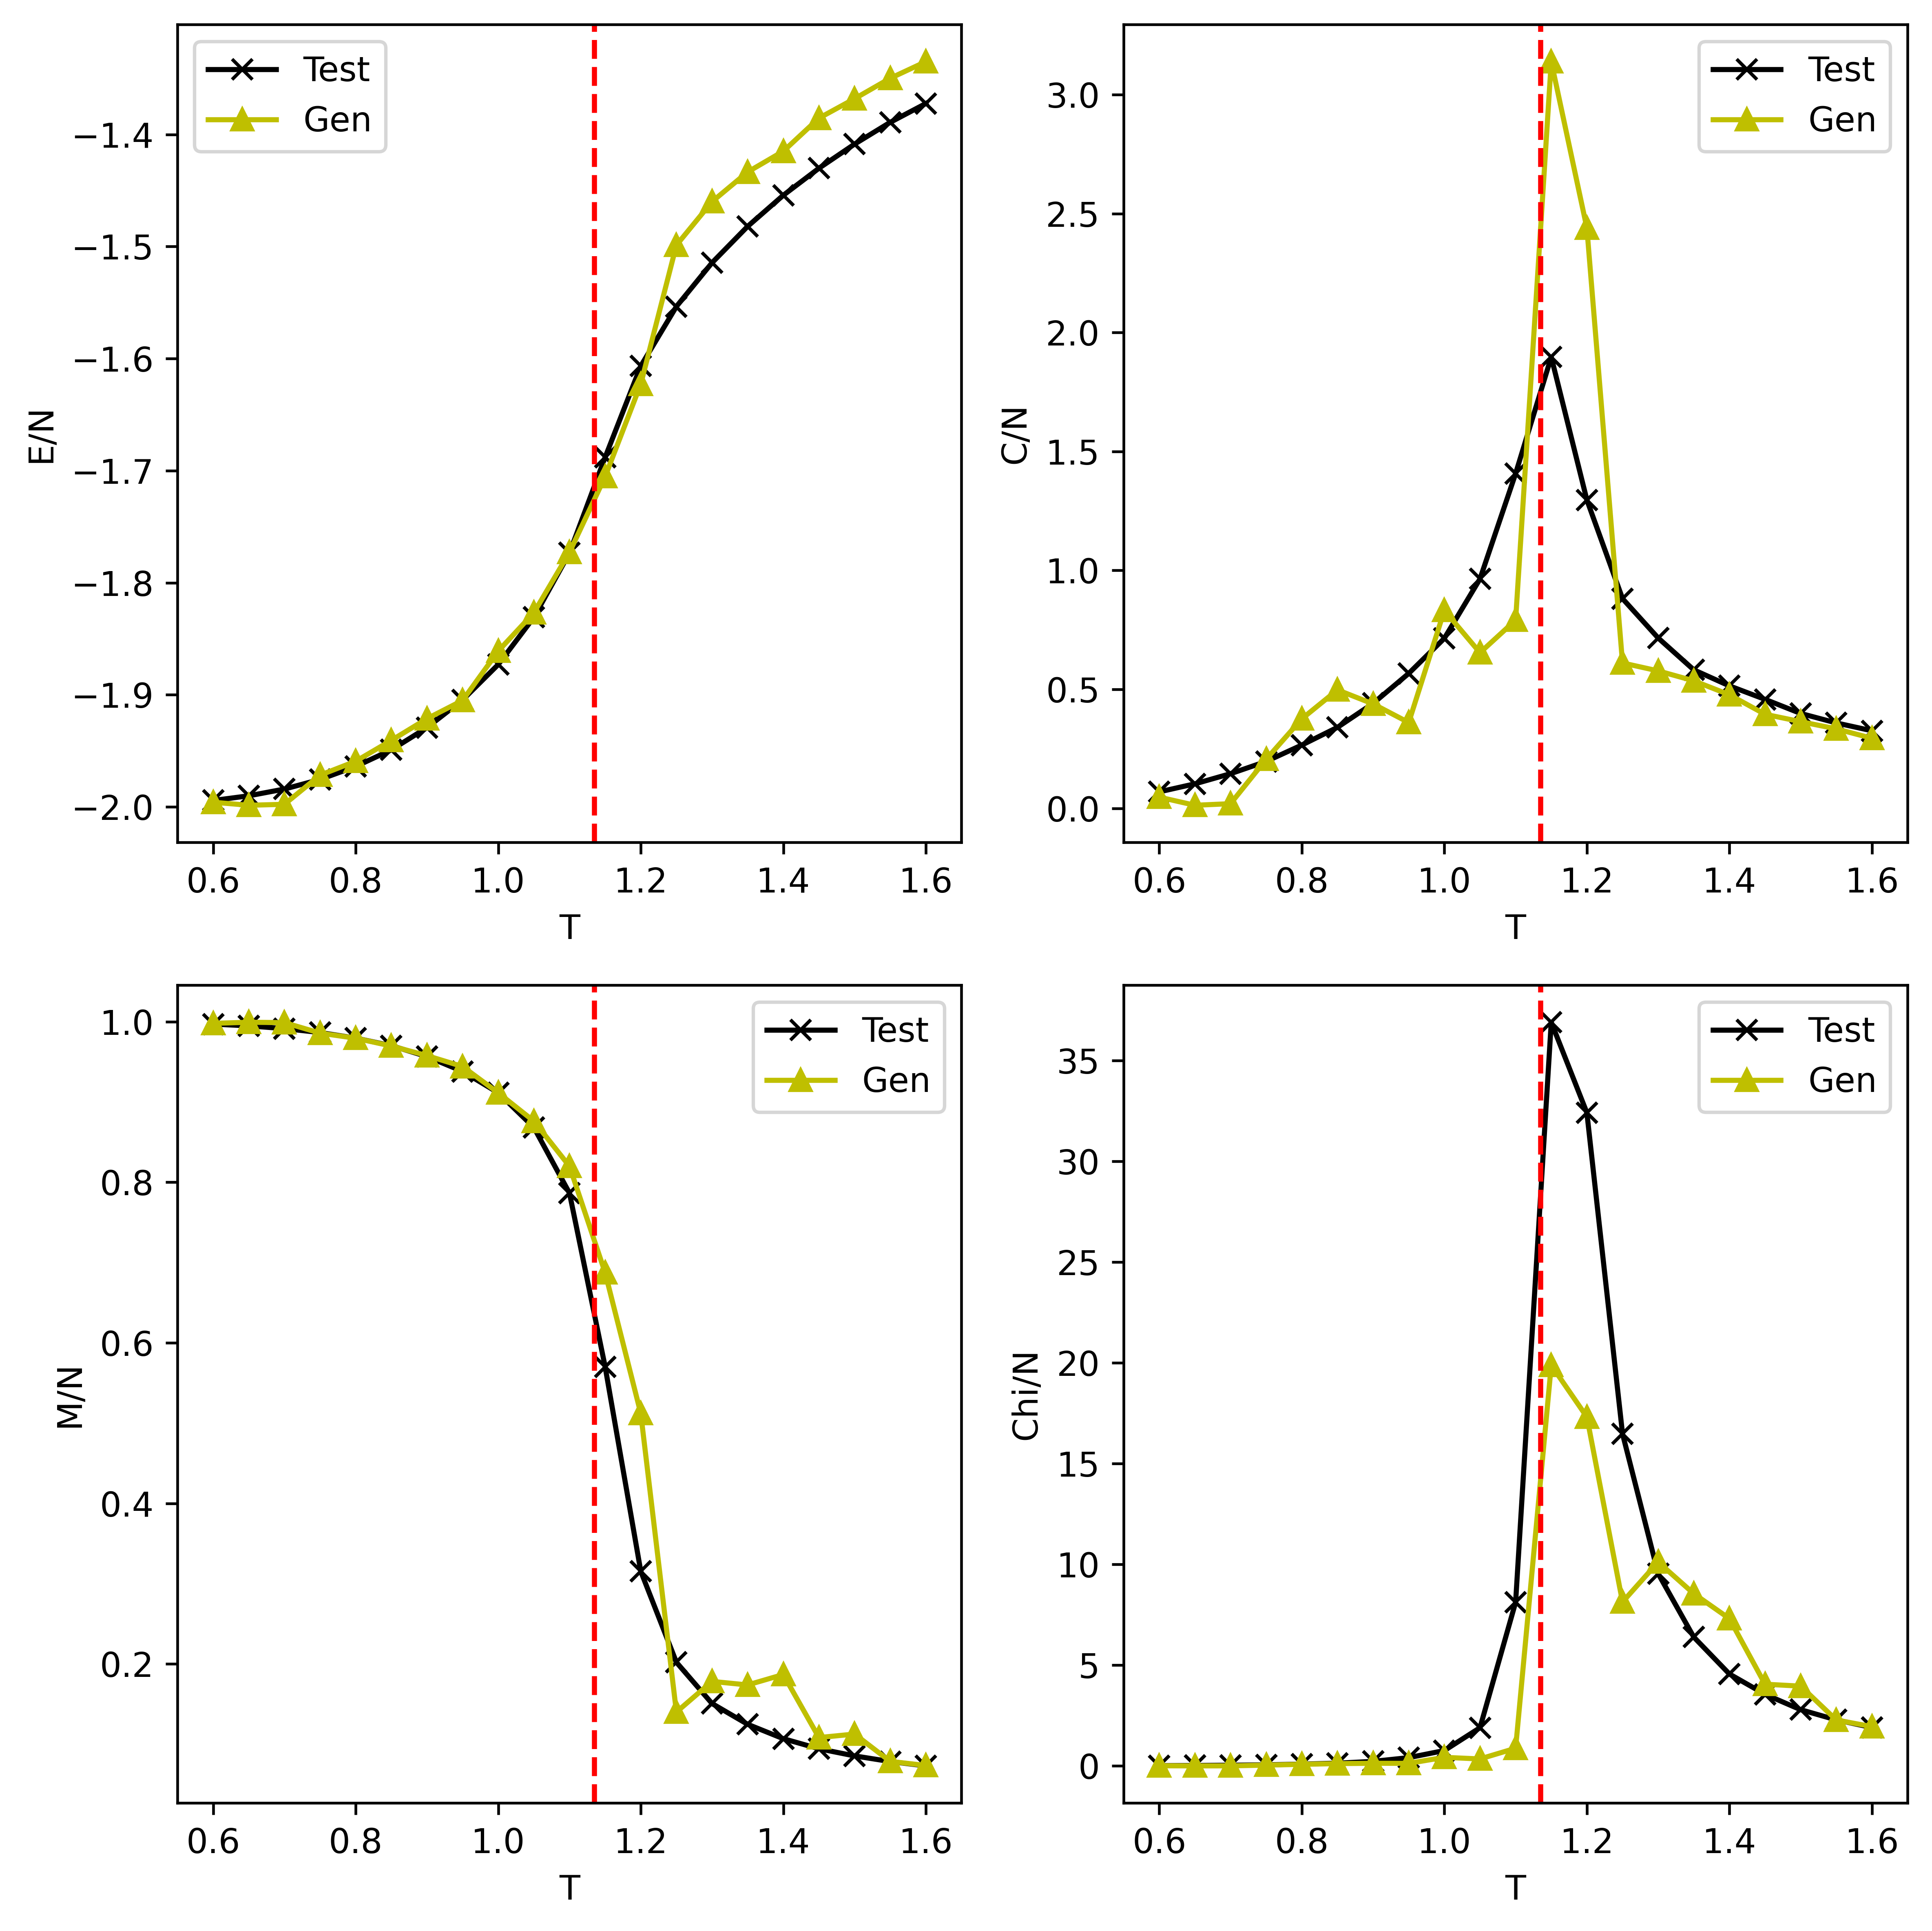 Test
Gen
−1.4
−1.5
−1.6
−1.7
−1.8
−1.9
−2.0
E/N
0.6 0.8 1.0 1.2 1.4 1.6
T
Test
Gen
3.0
2.5
2.0
1.5
1.0
0.5
0.0
C/N
0.6 0.8 1.0 1.2 1.4 1.6
T
Test
Gen
1.0
0.8
0.6
0.4
0.2
M/N
0.6 0.8 1.0 1.2 1.4 1.6
T
Test
Gen
35
30
25
20
15
10
5
0
Chi/N
0.6 0.8 1.0 1.2 1.4 1.6
T